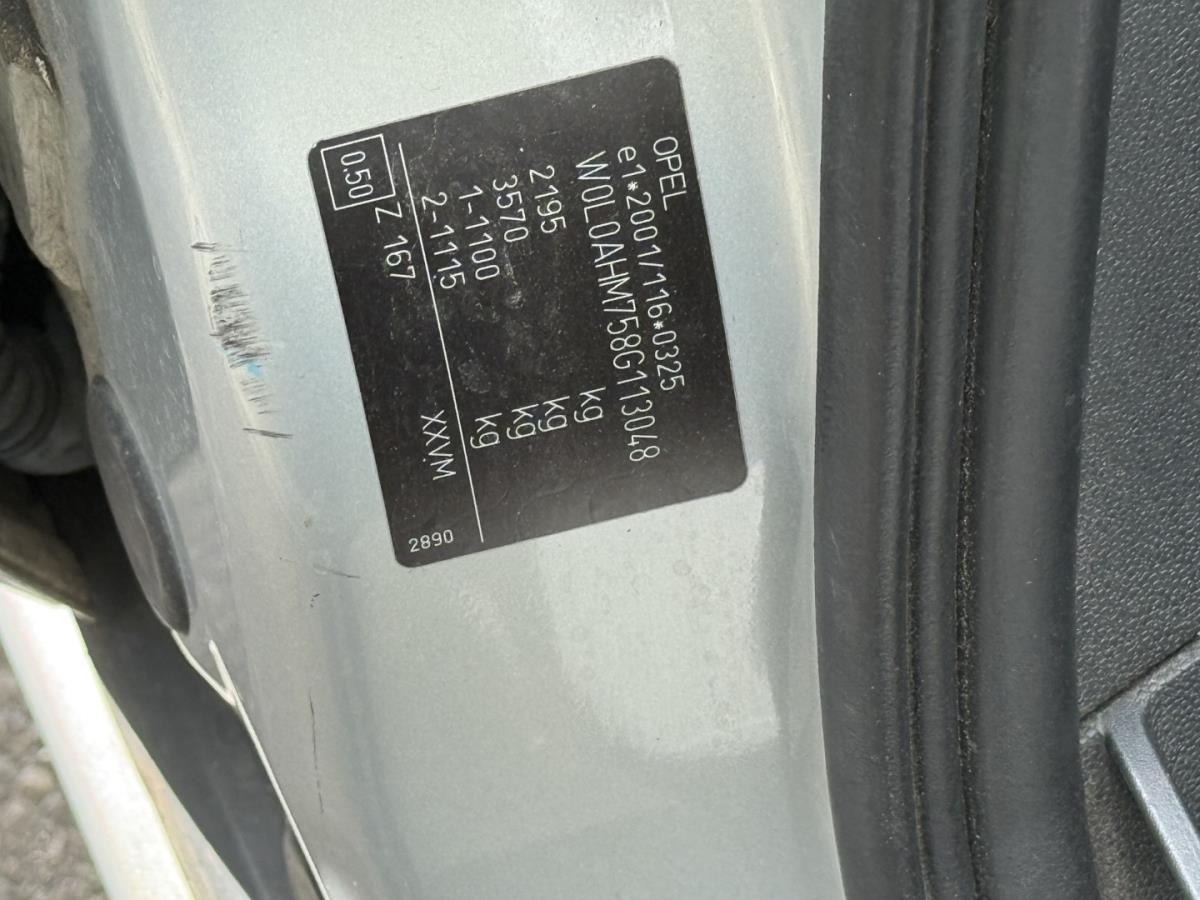 OPEL
e1*2001/116*0325
W0L0AHM758G113048
2195 kg
3570 kg
1-1100 kg
2-1115 kg
0.50 Z 167 XXVM
2890